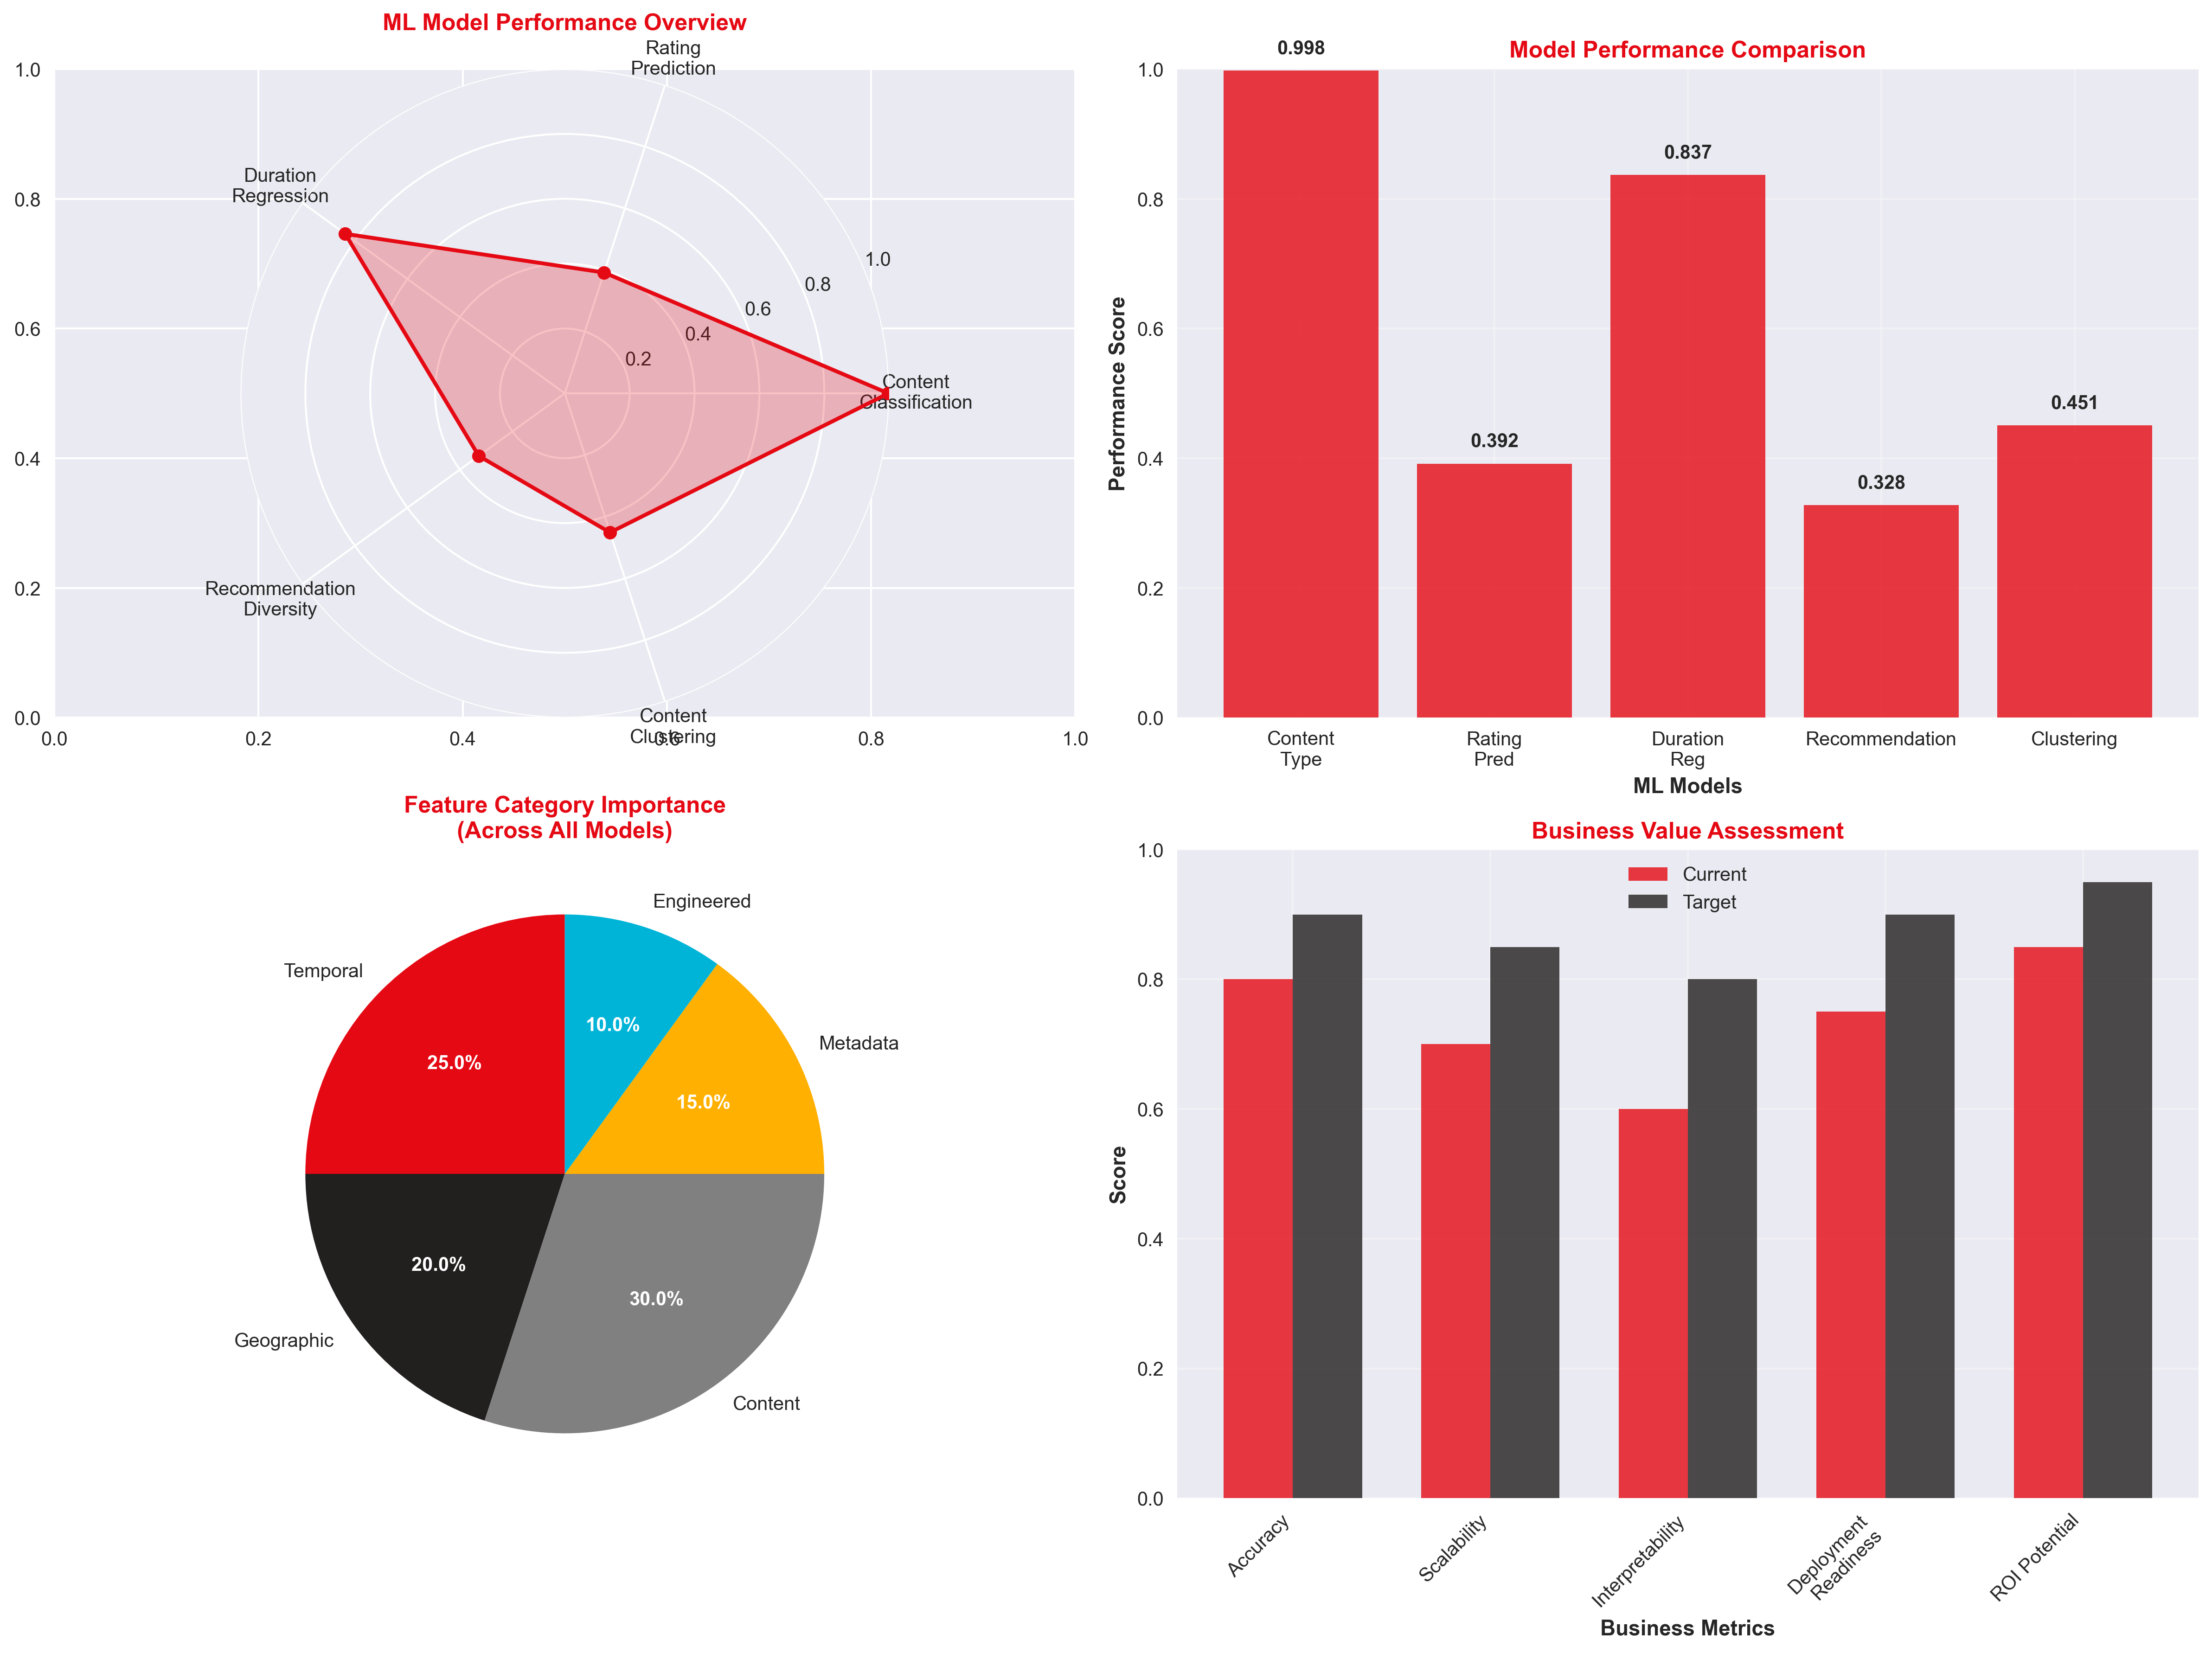 ML Model Performance Overview
Rating
Prediction
Duration
Regression
Content
Classification
Recommendation
Diversity
Content
Clustering
0.2
0.4
0.6
0.8
1.0
1.0
0.8
0.6
0.4
0.2
0.0
0.0
0.2
0.4
0.6
0.8
1.0
Model Performance Comparison
0.998
0.392
0.837
0.328
0.451
Performance Score
1.0
0.8
0.6
0.4
0.2
0.0
Content
Type
Rating
Pred
Duration
Reg
Recommendation
Clustering
ML Models
Feature Category Importance
(Across All Models)
Engineered
Temporal
Metadata
Geographic
Content
10.0%
25.0%
15.0%
20.0%
30.0%
Business Value Assessment
Current
Target
Score
1.0
0.8
0.6
0.4
0.2
0.0
Accuracy
Scalability
Interpretability
Deployment
Readiness
ROI Potential
Business Metrics